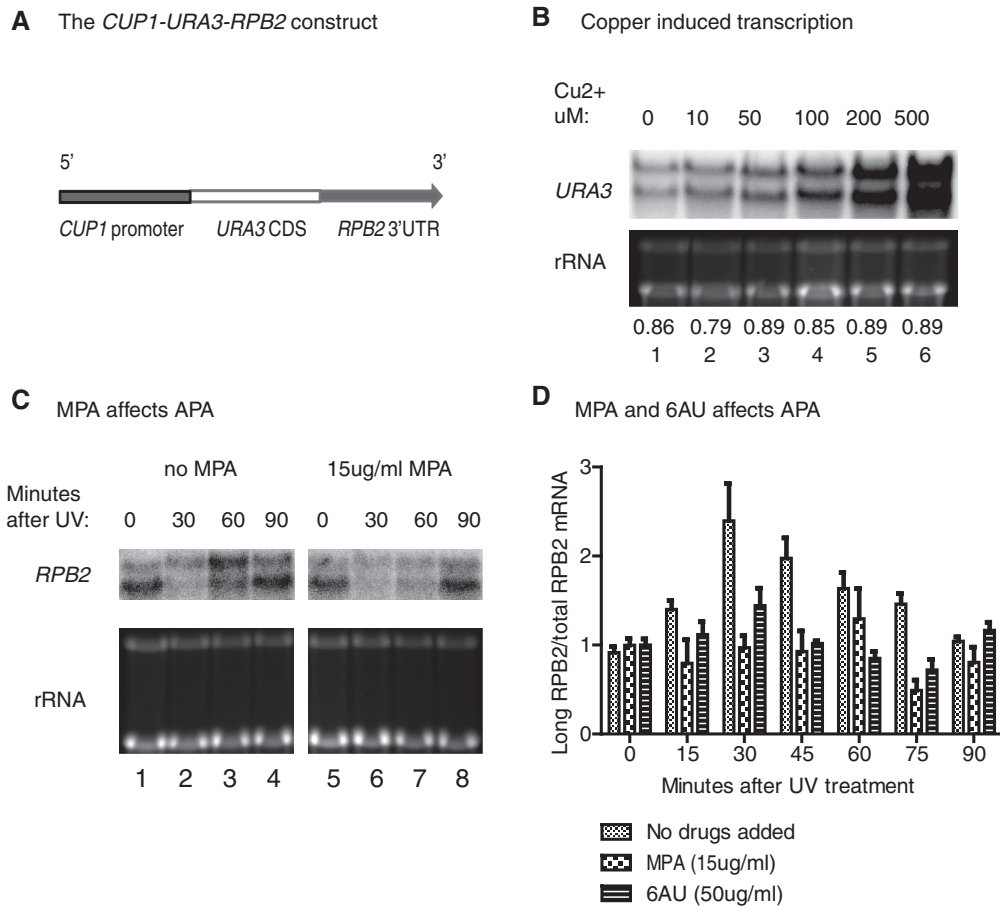 A The CUP1-URA3-RPB2 construct
5’ 3’
CUP1 promoter URA3 CDS RPB2 3’UTR
B Copper induced transcription
Cu2+
uM: 0 10 50 100 200 500
URA3
rRNA
0.86 0.79 0.89 0.85 0.89 0.89
1 2 3 4 5 6
C MPA affects APA
no MPA 15ug/ml MPA
Minutes
after UV: 0 30 60 90 0 30 60 90
RPB2
rRNA
1 2 3 4 5 6 7 8
D MPA and 6AU affects APA
Long RPB2/total RPB2 mRNA
3
2
1
0
0 15 30 45 60 75 90
Minutes after UV treatment
No drugs added
MPA (15ug/ml)
6AU (50ug/ml)